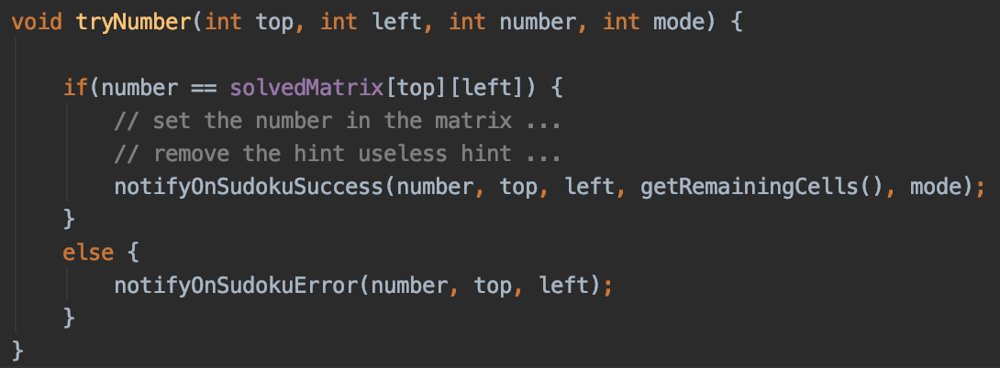 void tryNumber(int top, int left, int number, int mode) {
if(number == solvedMatrix[top][left]) {
// set the number in the matrix ...
// remove the hint useless hint ...
notifyOnSudokuSuccess(number, top, left, getRemainingCells(), mode);
}
else {
notifyOnSudokuError(number, top, left);
}
}